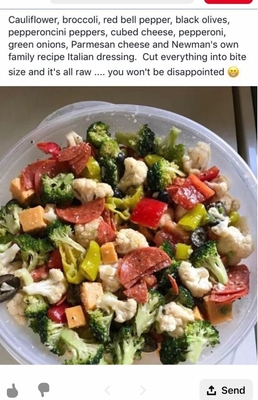 Cauliflower, broccoli, red bell pepper, black olives,
pepperoncini peppers, cubed cheese, pepperoni,
green onions, Parmesan cheese and Newman's own
family recipe Italian dressing.  Cut everything into bite
size and it's all raw .... you won't be disappointed 😁
Send